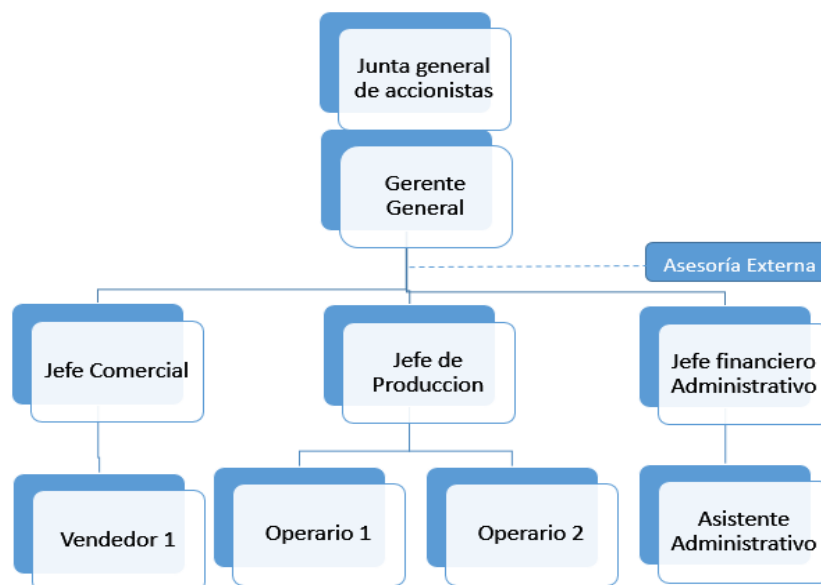 Junta general
de accionistas
Gerente
General
Asesoría Externa
Jefe Comercial
Jefe de
Produccion
Jefe financiero
Administrativo
Vendedor 1
Operario 1
Operario 2
Asistente
Administrativo